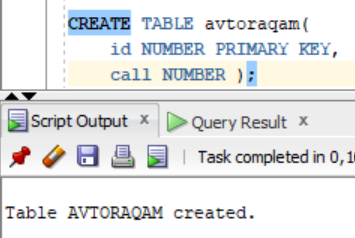 CREATE TABLE avtoraqam(
id NUMBER PRIMARY KEY,
call NUMBER );
Script Output x Query Result x
Task completed in 0,1
Table AVTORAQAM created.